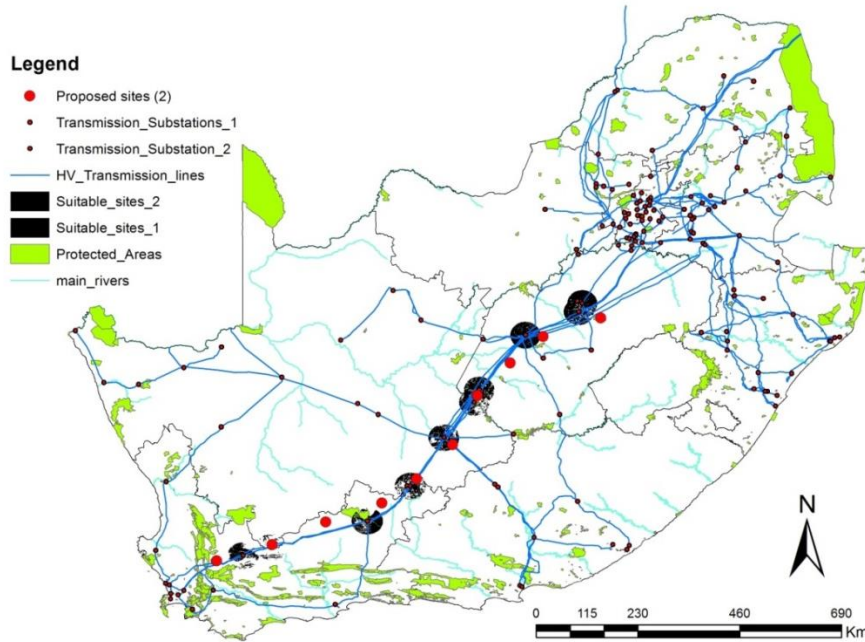 Legend
Proposed sites (2)
Transmission_Substations_1
Transmission_Substation_2
HV_Transmission_lines
Suitable_sites_2
Suitable_sites_1
Protected_Areas
main_rivers
N
0 115 230 460 690
Km